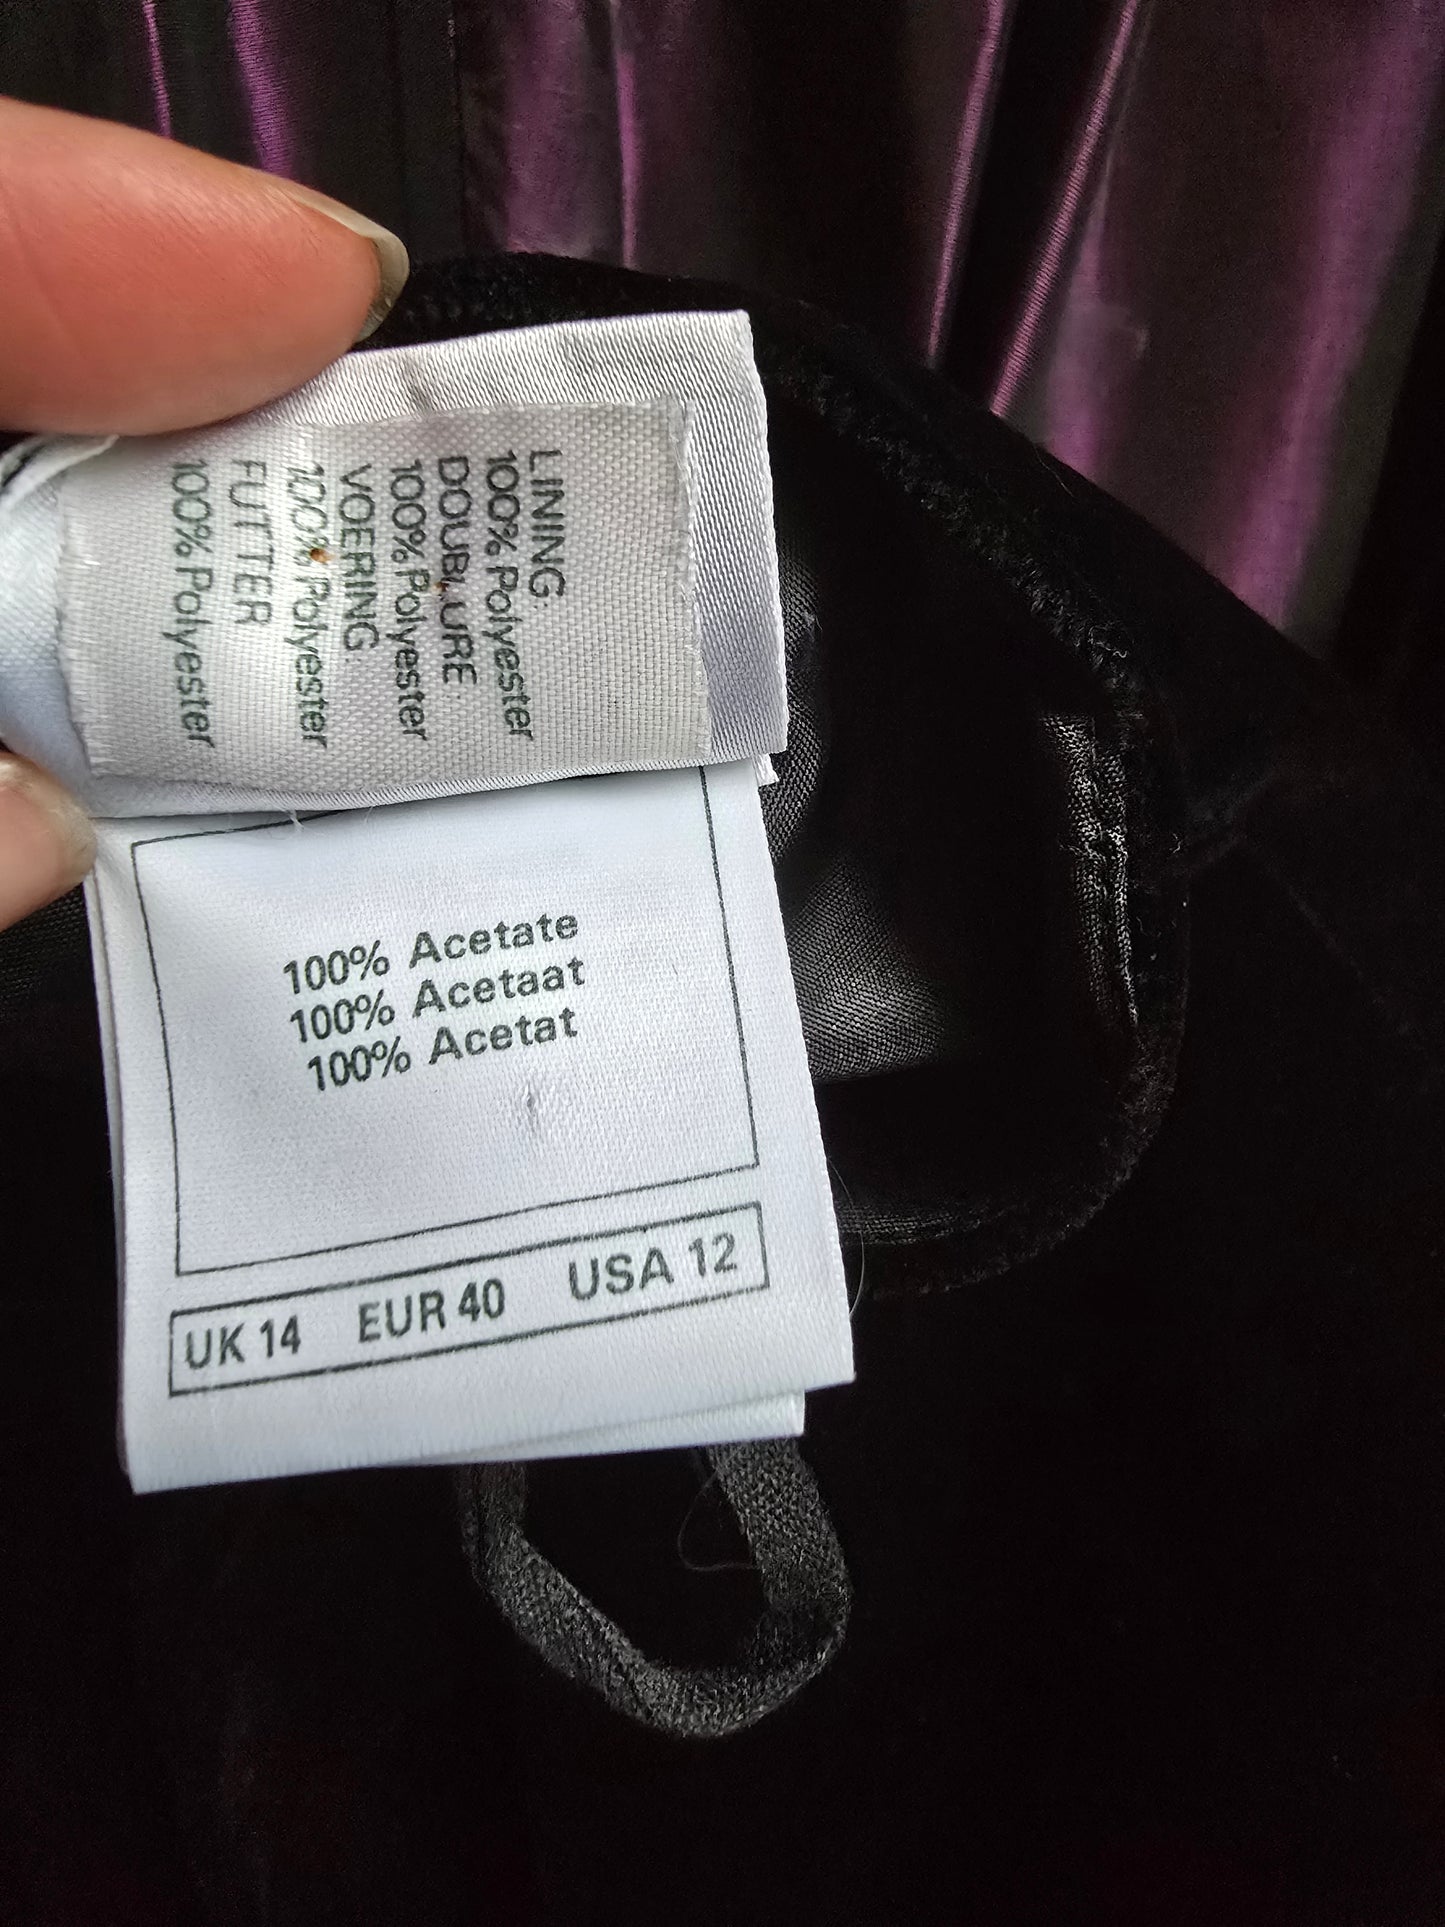 LINING:
100% Polyester
DOUBLURE
100% Polyester
VOERING:
100% Polyester
FUTTER
100% Polyester
100% Acetate
100% Acetaat
100% Acetat
UK 14 EUR 40 USA 12